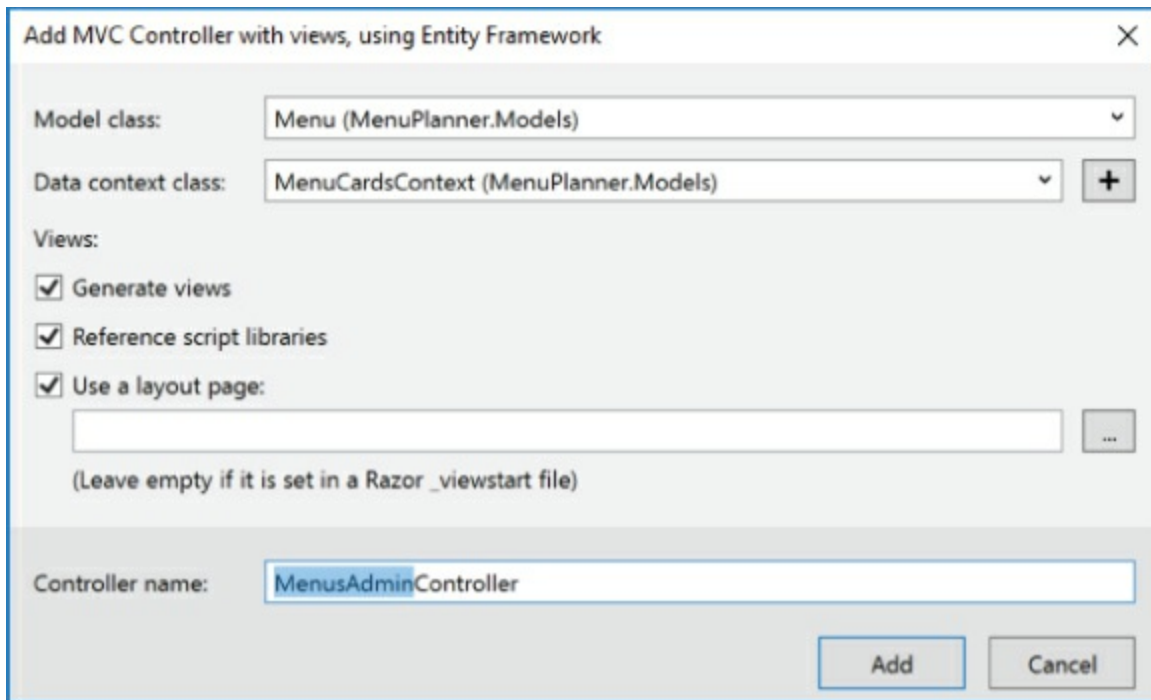 Add MVC Controller with views, using Entity Framework
Model class: Menu (MenuPlanner.Models)
Data context class: MenuCardsContext (MenuPlanner.Models) +
Views:
Generate views
Reference script libraries
Use a layout page:
...
(Leave empty if it is set in a Razor _viewstart file)
Controller name: MenusAdminController
Add Cancel